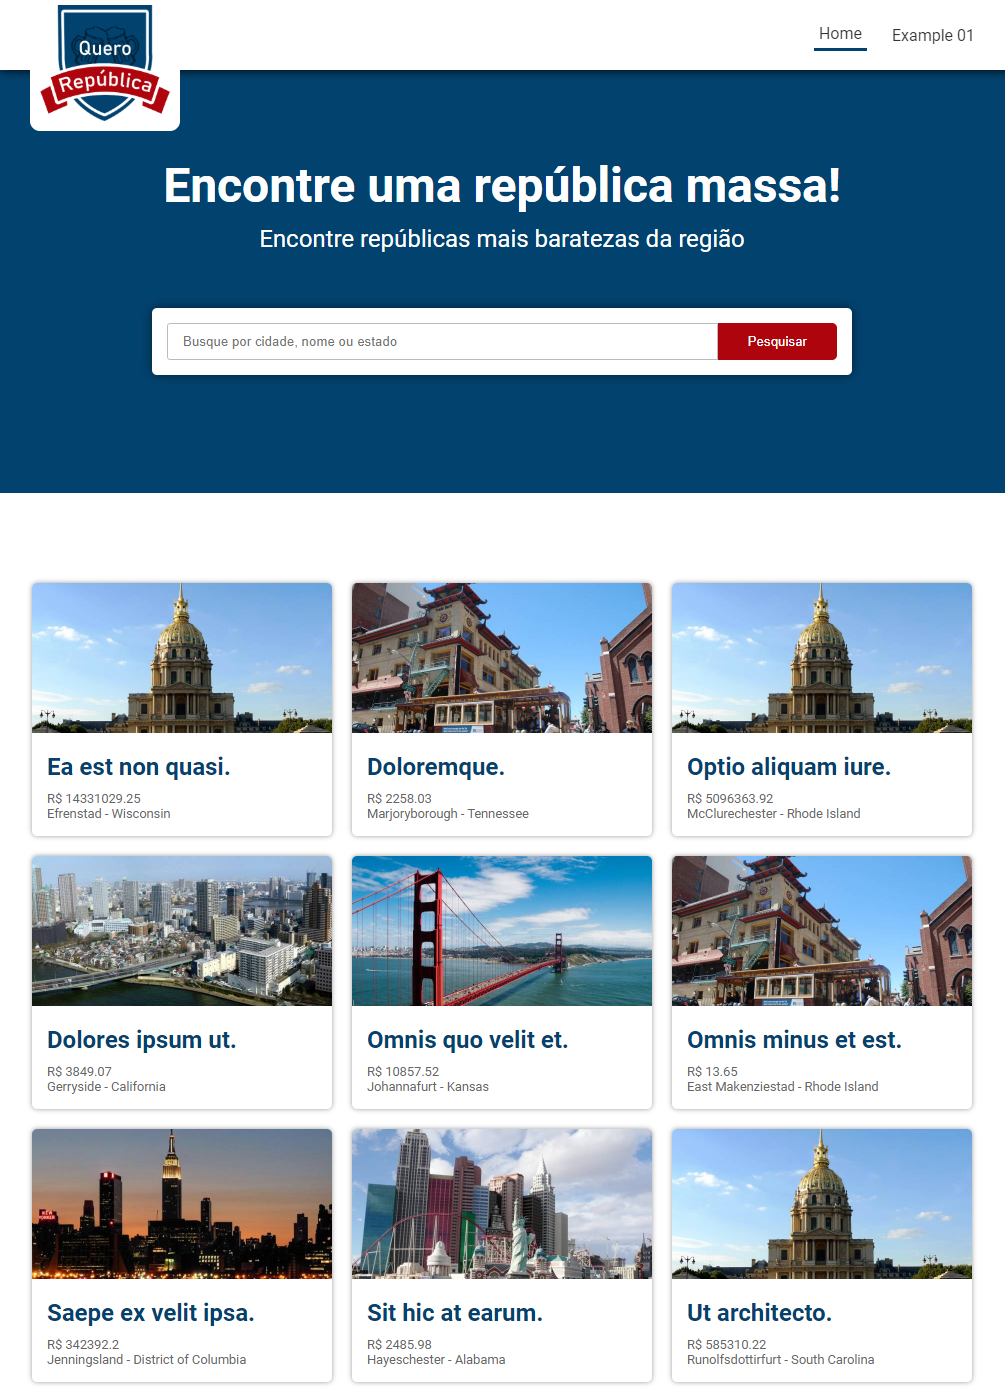 Quero
República
Home
Example 01
Encontre uma república massa!
Encontre repúblicas mais baratezas da região
Busque por cidade, nome ou estado
Pesquisar
Ea est non quasi.
R$ 14331029.25
Efrenstad - Wisconsin
Doloremque.
R$ 2258.03
Marjoryborough - Tennessee
Optio aliquam iure.
R$ 5096363.92
McClurechester - Rhode Island
Dolores ipsum ut.
R$ 3849.07
Gerryside - California
Omnis quo velit et.
R$ 10857.52
Johannafurt - Kansas
Omnis minus et est.
R$ 13.65
East Makenziestad - Rhode Island
Saepe ex velit ipsa.
R$ 342392.2
Jenningsland - District of Columbia
Sit hic at earum.
R$ 2485.98
Hayeschester - Alabama
Ut architecto.
R$ 585310.22
Runolfsdottirfurt - South Carolina